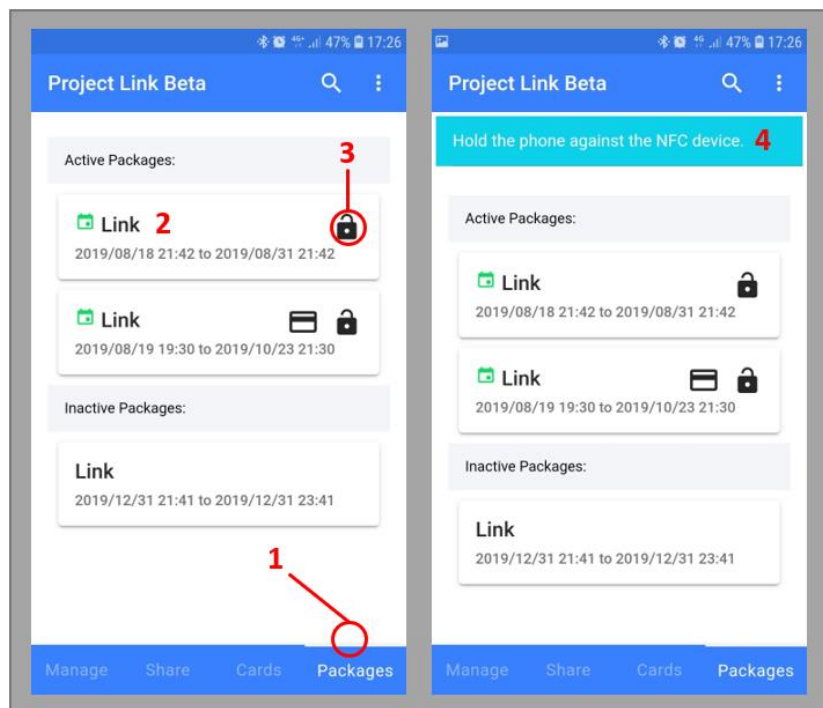 4G+ 47% 17:26
Project Link Beta
3
Active Packages:
Link 2
2019/08/18 21:42 to 2019/08/31 21:42
Link
2019/08/19 19:30 to 2019/10/23 21:30
Inactive Packages:
Link
2019/12/31 21:41 to 2019/12/31 23:41
1
Manage Share Cards Packages
4G 47% 17:26
Project Link Beta
Hold the phone against the NFC device. 4
Active Packages:
Link
2019/08/18 21:42 to 2019/08/31 21:42
Link
2019/08/19 19:30 to 2019/10/23 21:30
Inactive Packages:
Link
2019/12/31 21:41 to 2019/12/31 23:41
Manage Share Cards Packages